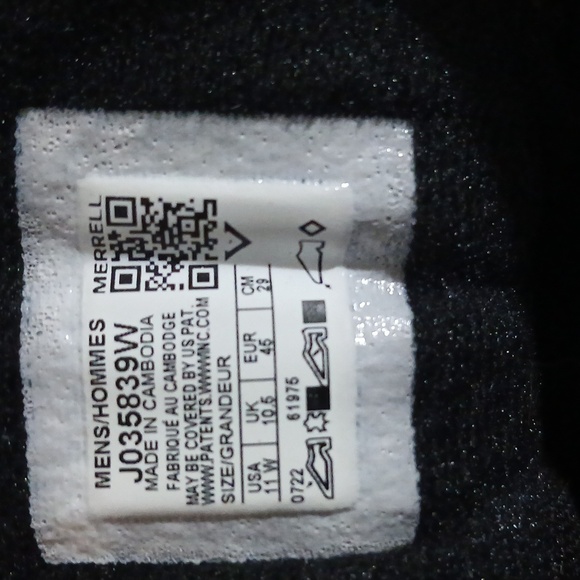 MENS/HOMMES MERRELL
J035839W
MADE IN CAMBODIA
FABRIQUÉ AU CAMBODGE
MAY BE COVERED BY US PAT.
WWW.PATENTS.WWWINC.COM
SIZE/GRANDEUR
USA UK EUR CM
11 W 10.5 45 29
0722 61975